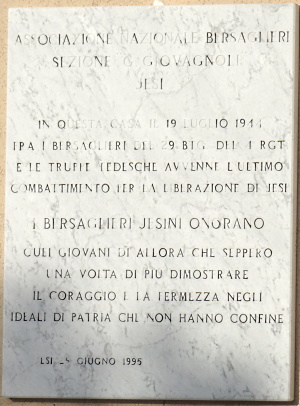 ASSOCIAZIONE NAZIONALE BERSAGLIERI
SEZIONE G GIOVAGNOLI
JESI
IN QUESTA CASA IL 19 LUGLIO 1944
FRA I BERSAGLIERI DEL 29 BTG. RGT
E LE TRUPPE TEDESCHE AVVENNE L'ULTIMO
COMBATTIMENTO PER LA LIBERAZIONE DI JESI
I BERSAGLIERI JESINI ONORANO
QUEI GIOVANI DI ALLORA CHE SEPPERO
UNA VOLTA DI PIU DIMOSTRARE
IL CORAGGIO E LA FERMEZZA NEGLI
IDEALI DI PATRIA CHE NON HANNO CONFINE
GIUGNO 1995